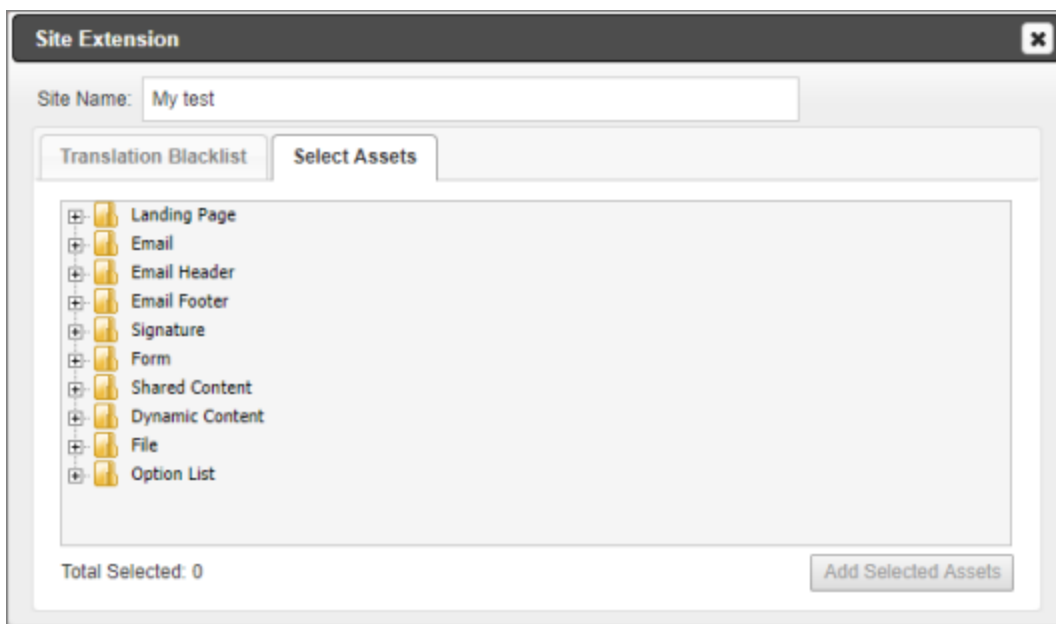 Site Extension
Site Name: My test
Translation Blacklist Select Assets
Landing Page
Email
Email Header
Email Footer
Signature
Form
Shared Content
Dynamic Content
File
Option List
Total Selected: 0 Add Selected Assets